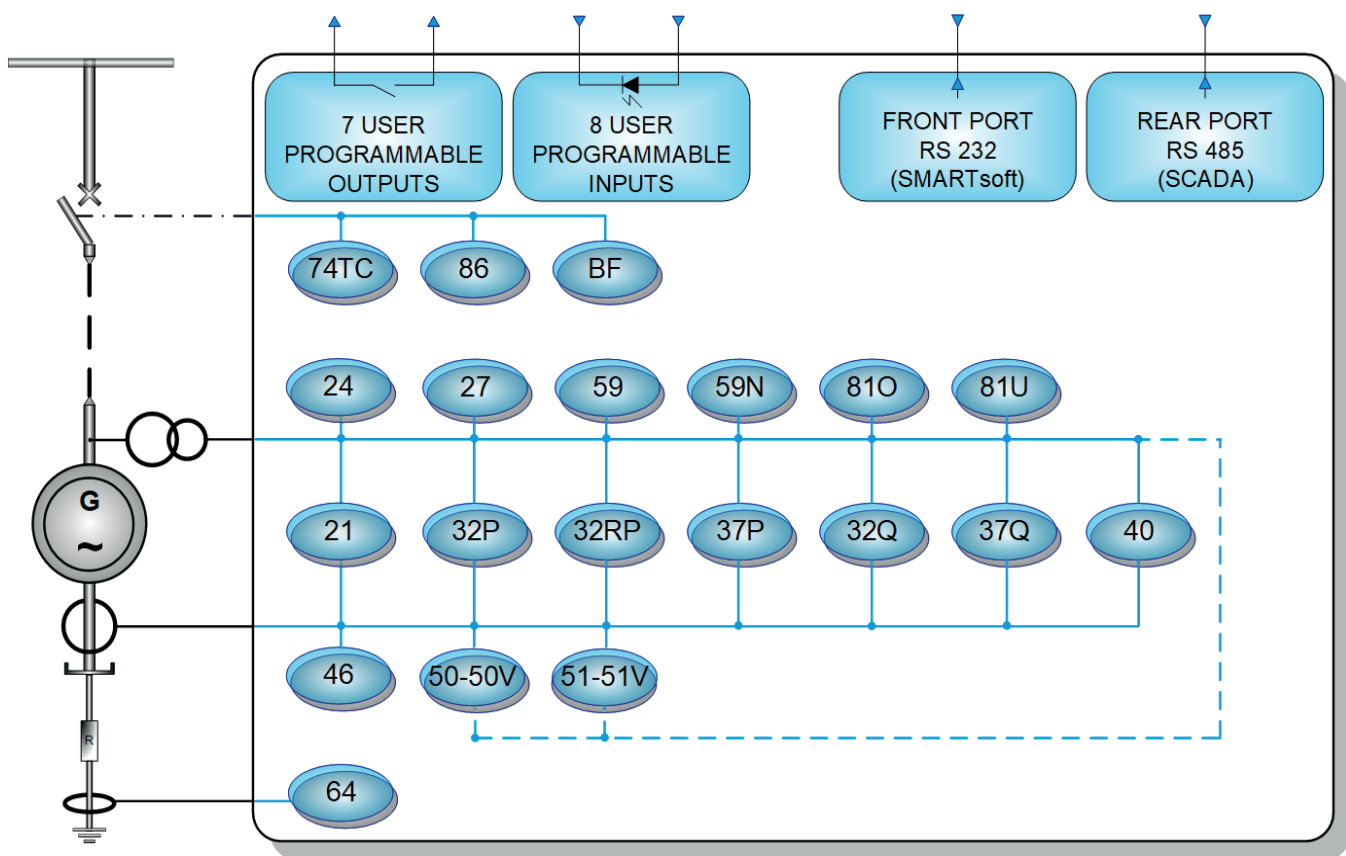 7 USER
PROGRAMMABLE
OUTPUTS
8 USER
PROGRAMMABLE
INPUTS
FRONT PORT
RS 232
(SMARTsoft)
REAR PORT
RS 485
(SCADA)
74TC
86
BF
24
27
59
59N
81O
81U
G
~
21
32P
32RP
37P
32Q
37Q
40
46
50-50V
51-51V
R
64